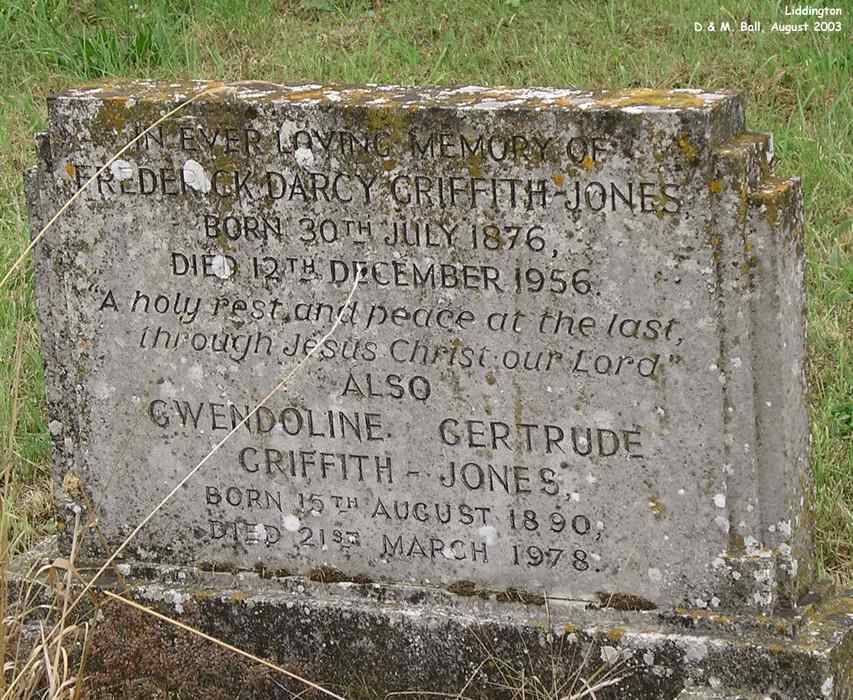 Liddington
D & M. Ball, August 2003
IN EVER LOVING MEMORY OF
FREDERICK DARCY GRIFFITH-JONES,
BORN 30TH JULY 1876,
DIED 12TH DECEMBER 1956.
"A holy rest and peace at the last,
through Jesus Christ our Lord"
ALSO
GWENDOLINE. GERTRUDE
GRIFFITH-JONES,
BORN 15TH AUGUST 1890,
DIED 21ST MARCH 1978.